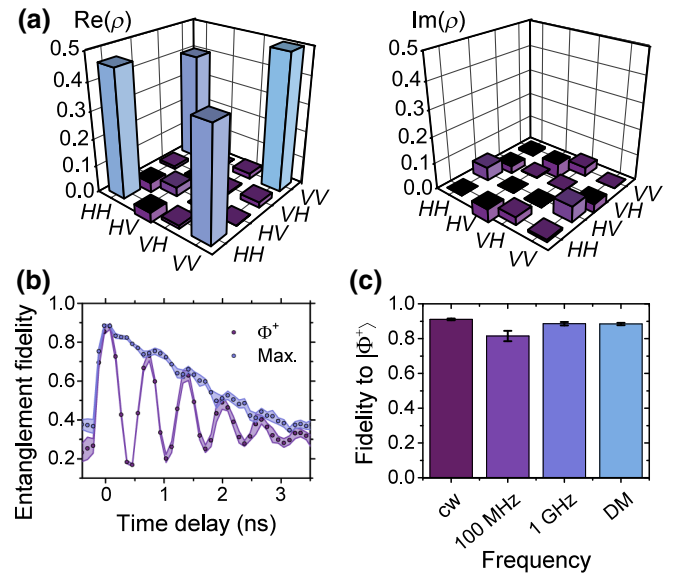 (a) Re(ρ) Im(ρ)
0.5 0.5
0.4 0.4
0.3 0.3
0.2 0.2
0.1 0.1
0.0 0.0
HH HV VH VV HH HV VH VV
HH HV VH VV HH HV VH VV
(b)
Entanglement fidelity
1.0
0.8
0.6
0.4
0.2
Φ+
Max.
0 1 2 3
Time delay (ns)
(c)
Fidelity to |Φ+⟩
1.0
0.8
0.6
0.4
0.2
0.0
cw 100 MHz 1 GHz DM
Frequency